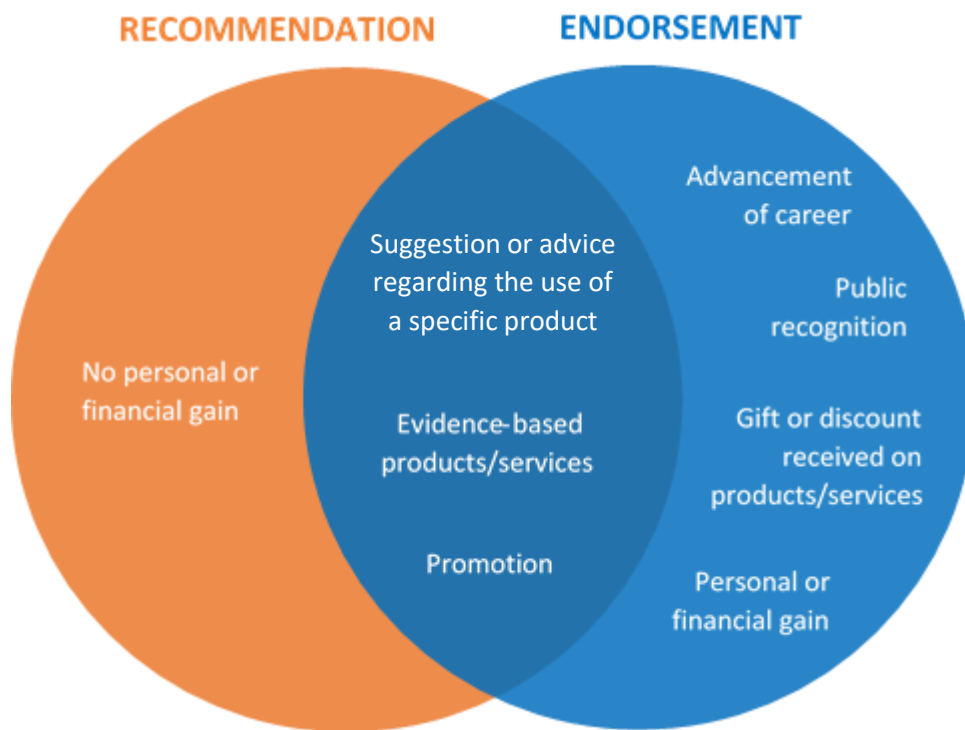 RECOMMENDATION
ENDORSEMENT
No personal or
financial gain
Suggestion or advice
regarding the use of
a specific product
Evidence-based
products/services
Promotion
Advancement
of career
Public
recognition
Gift or discount
received on
products/services
Personal or
financial gain